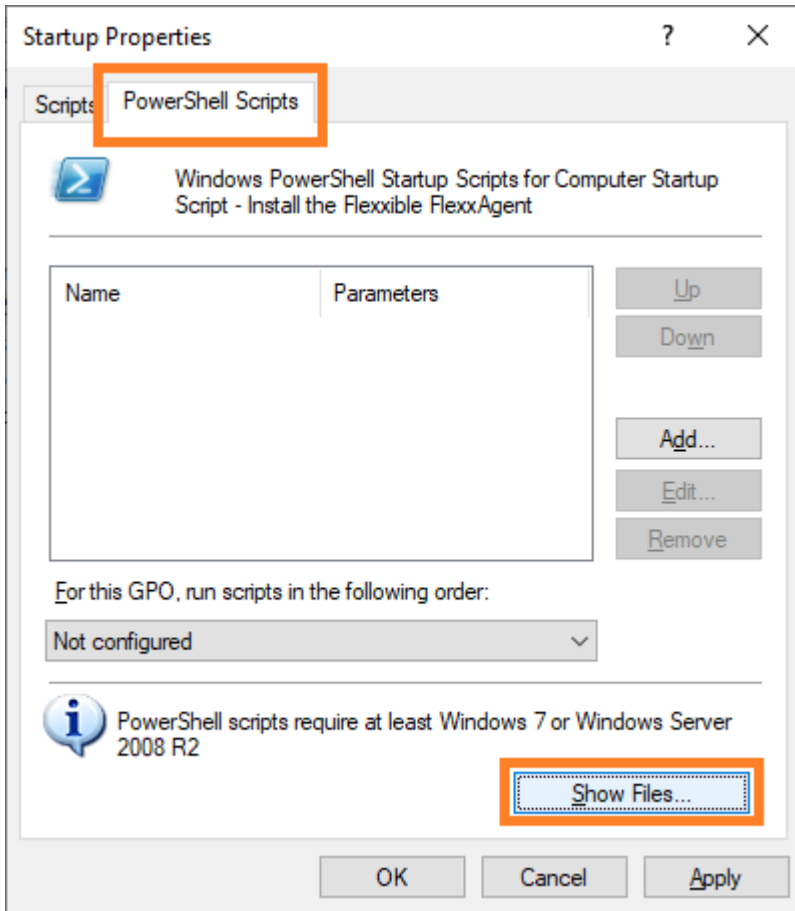 Startup Properties
?
Scripts
PowerShell Scripts
Windows PowerShell Startup Scripts for Computer Startup
Script - Install the Flexxible FlexxAgent
Name
Parameters
Up
Down
Add...
Edit...
Remove
For this GPO, run scripts in the following order:
Not configured
PowerShell scripts require at least Windows 7 or Windows Server
2008 R2
Show Files...
OK
Cancel
Apply